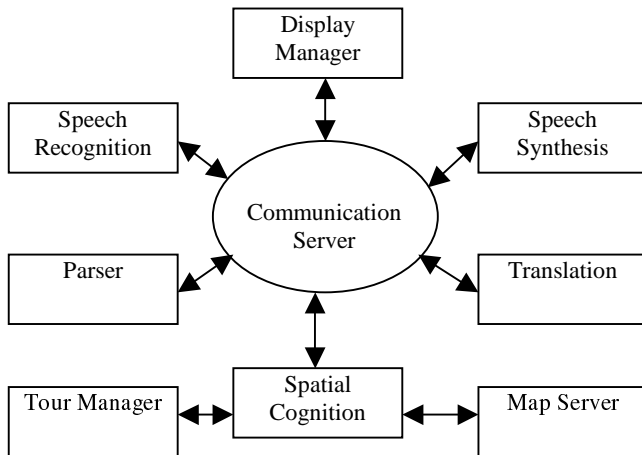 Display
Manager
Speech
Recognition
Speech
Synthesis
Communication
Server
Parser
Translation
Tour Manager
Spatial
Cognition
Map Server